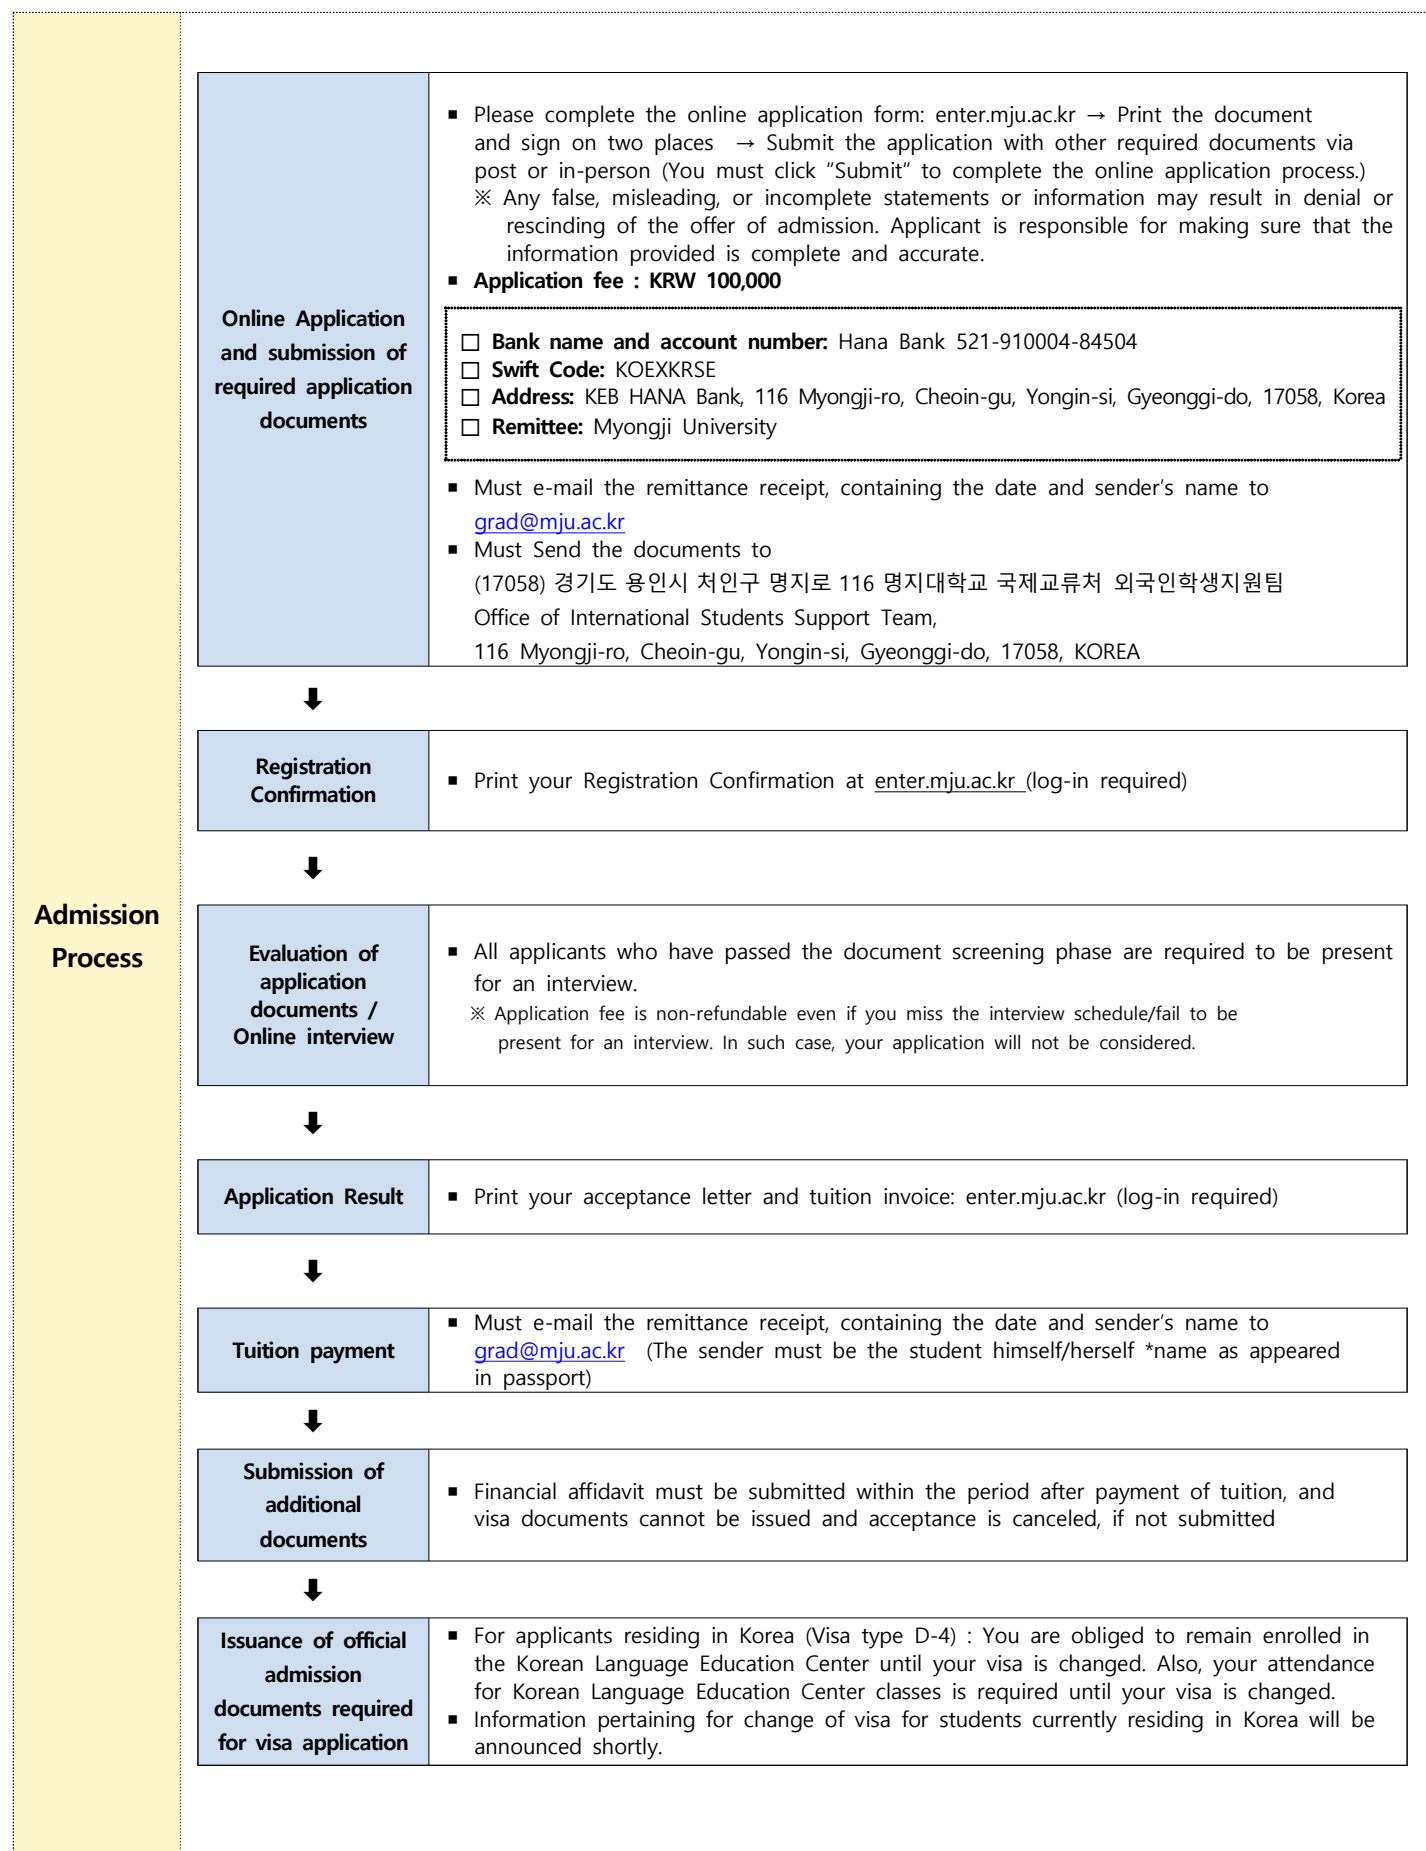 Admission
Process
Online Application
and submission of
required application
documents
▪ Please complete the online application form: enter.mju.ac.kr → Print the document
and sign on two places → Submit the application with other required documents via
post or in-person (You must click “Submit“ to complete the online application process.)
※ Any false, misleading, or incomplete statements or information may result in denial or
rescinding of the offer of admission. Applicant is responsible for making sure that the
information provided is complete and accurate.
▪ Application fee : KRW 100,000
□ Bank name and account number: Hana Bank 521-910004-84504
□ Swift Code: KOEXKRSE
□ Address: KEB HANA Bank, 116 Myongji-ro, Cheoin-gu, Yongin-si, Gyeonggi-do, 17058, Korea
□ Remittee: Myongji University
▪ Must e-mail the remittance receipt, containing the date and sender’s name to
grad@mju.ac.kr
▪ Must Send the documents to
(17058) 경기도 용인시 처인구 명지로 116 명지대학교 국제교류처 외국인학생지원팀
Office of International Students Support Team,
116 Myongji-ro, Cheoin-gu, Yongin-si, Gyeonggi-do, 17058, KOREA
Registration
Confirmation
▪ Print your Registration Confirmation at enter.mju.ac.kr (log-in required)
Evaluation of
application
documents /
Online interview
▪ All applicants who have passed the document screening phase are required to be present
for an interview.
※ Application fee is non-refundable even if you miss the interview schedule/fail to be
present for an interview. In such case, your application will not be considered.
Application Result
▪ Print your acceptance letter and tuition invoice: enter.mju.ac.kr (log-in required)
Tuition payment
▪ Must e-mail the remittance receipt, containing the date and sender’s name to
grad@mju.ac.kr (The sender must be the student himself/herself *name as appeared
in passport)
Submission of
additional
documents
▪ Financial affidavit must be submitted within the period after payment of tuition, and
visa documents cannot be issued and acceptance is canceled, if not submitted
Issuance of official
admission
documents required
for visa application
▪ For applicants residing in Korea (Visa type D-4) : You are obliged to remain enrolled in
the Korean Language Education Center until your visa is changed. Also, your attendance
for Korean Language Education Center classes is required until your visa is changed.
▪ Information pertaining for change of visa for students currently residing in Korea will be
announced shortly.